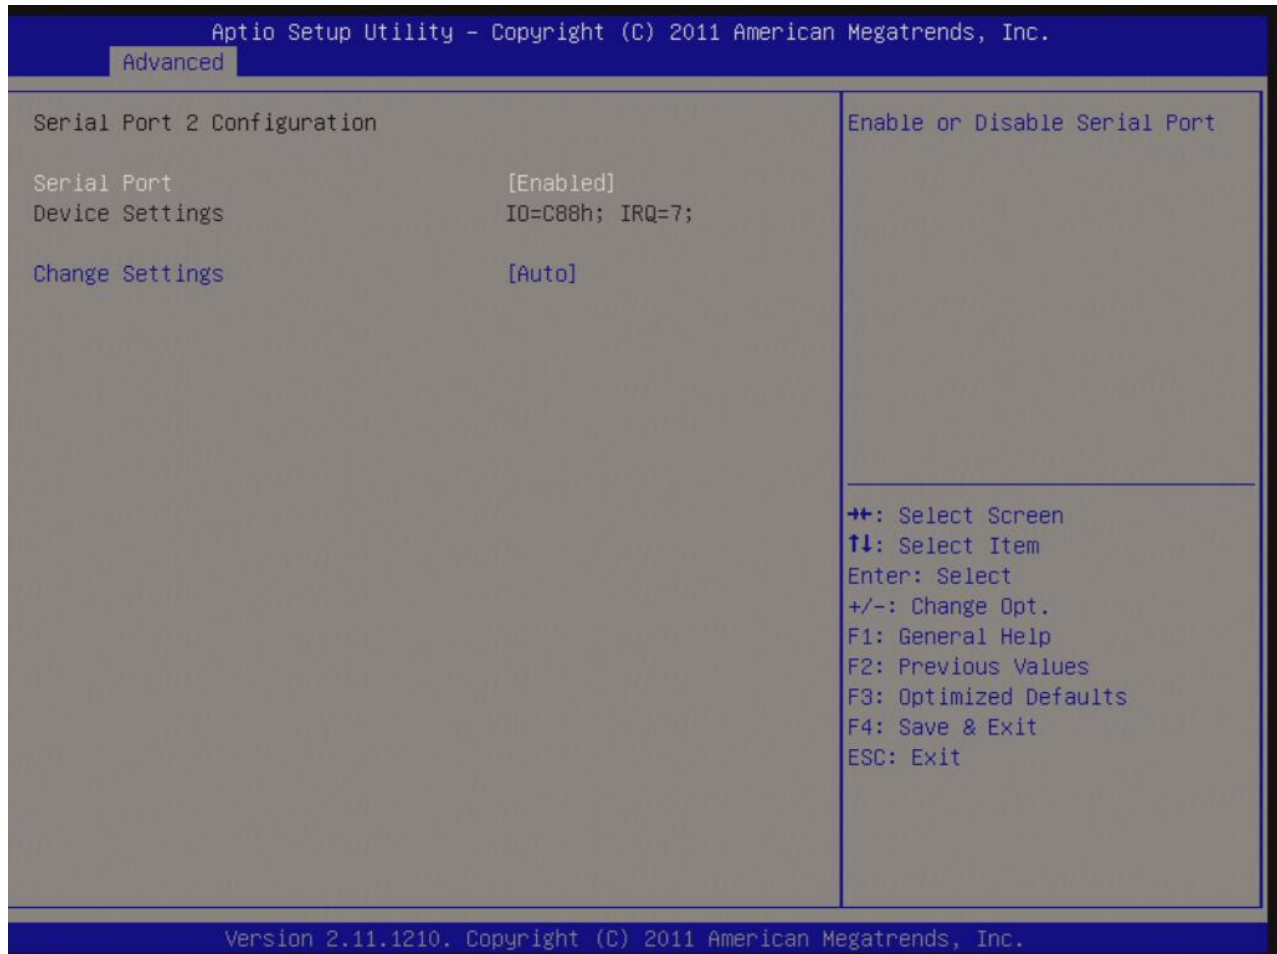 Aptio Setup Utility – Copyright (C) 2011 American Megatrends, Inc.
Advanced
Serial Port 2 Configuration
Serial Port [Enabled]
Device Settings IO=C88h; IRQ=7;
Change Settings [Auto]
Enable or Disable Serial Port
→←: Select Screen
↑↓: Select Item
Enter: Select
+/-: Change Opt.
F1: General Help
F2: Previous Values
F3: Optimized Defaults
F4: Save & Exit
ESC: Exit
Version 2.11.1210. Copyright (C) 2011 American Megatrends, Inc.